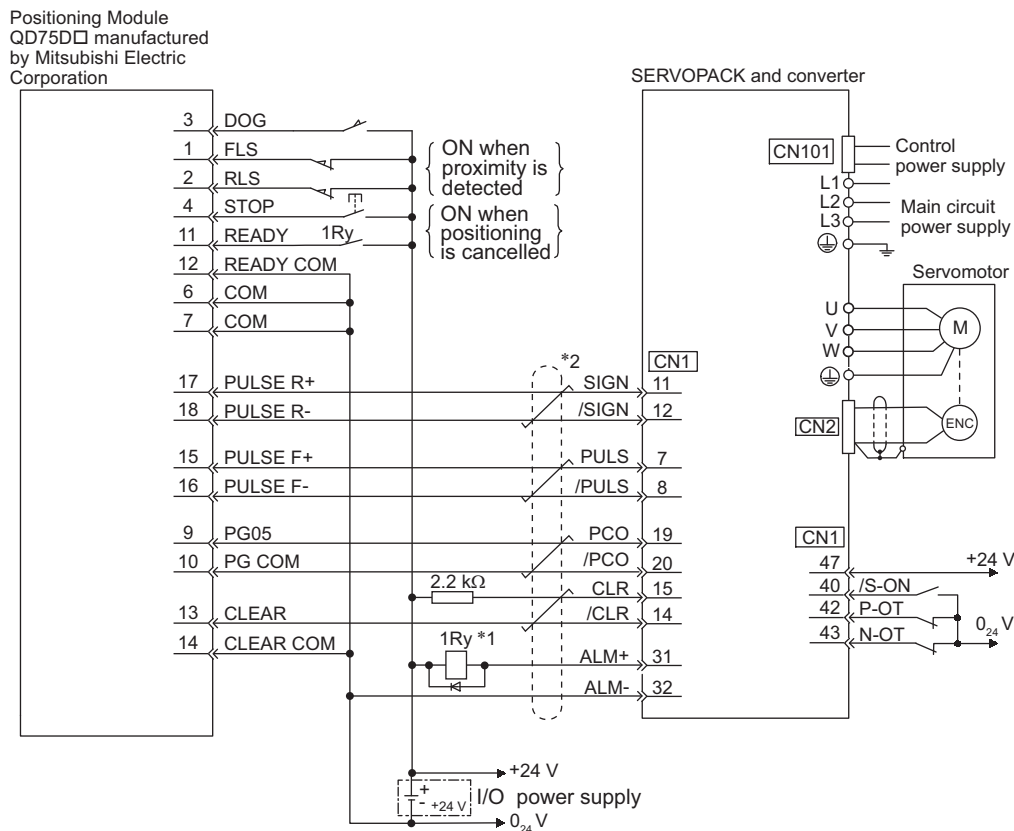 Positioning Module
QD75D□ manufactured
by Mitsubishi Electric
Corporation
SERVOPACK and converter
3 DOG
1 FLS
2 RLS
4 STOP
11 READY 1Ry
12 READY COM
6 COM
7 COM
ON when
proximity is
detected
ON when
positioning
is cancelled
CN101
Control
power supply
L1
L2
L3
Main circuit
power supply
Servomotor
U
V
W
M
CN2
ENC
*2
CN1
17 PULSE R+ SIGN 11
18 PULSE R- /SIGN 12
15 PULSE F+ PULS 7
16 PULSE F- /PULS 8
9 PG05 PCO 19
10 PG COM /PCO 20
2.2 kΩ CLR 15
13 CLEAR /CLR 14
14 CLEAR COM
1Ry *1 ALM+ 31
ALM- 32
CN1
47 +24 V
40 /S-ON
42 P-OT
43 N-OT
0₂₄ V
+24 V
+
-
+24 V
I/O power supply
0₂₄ V